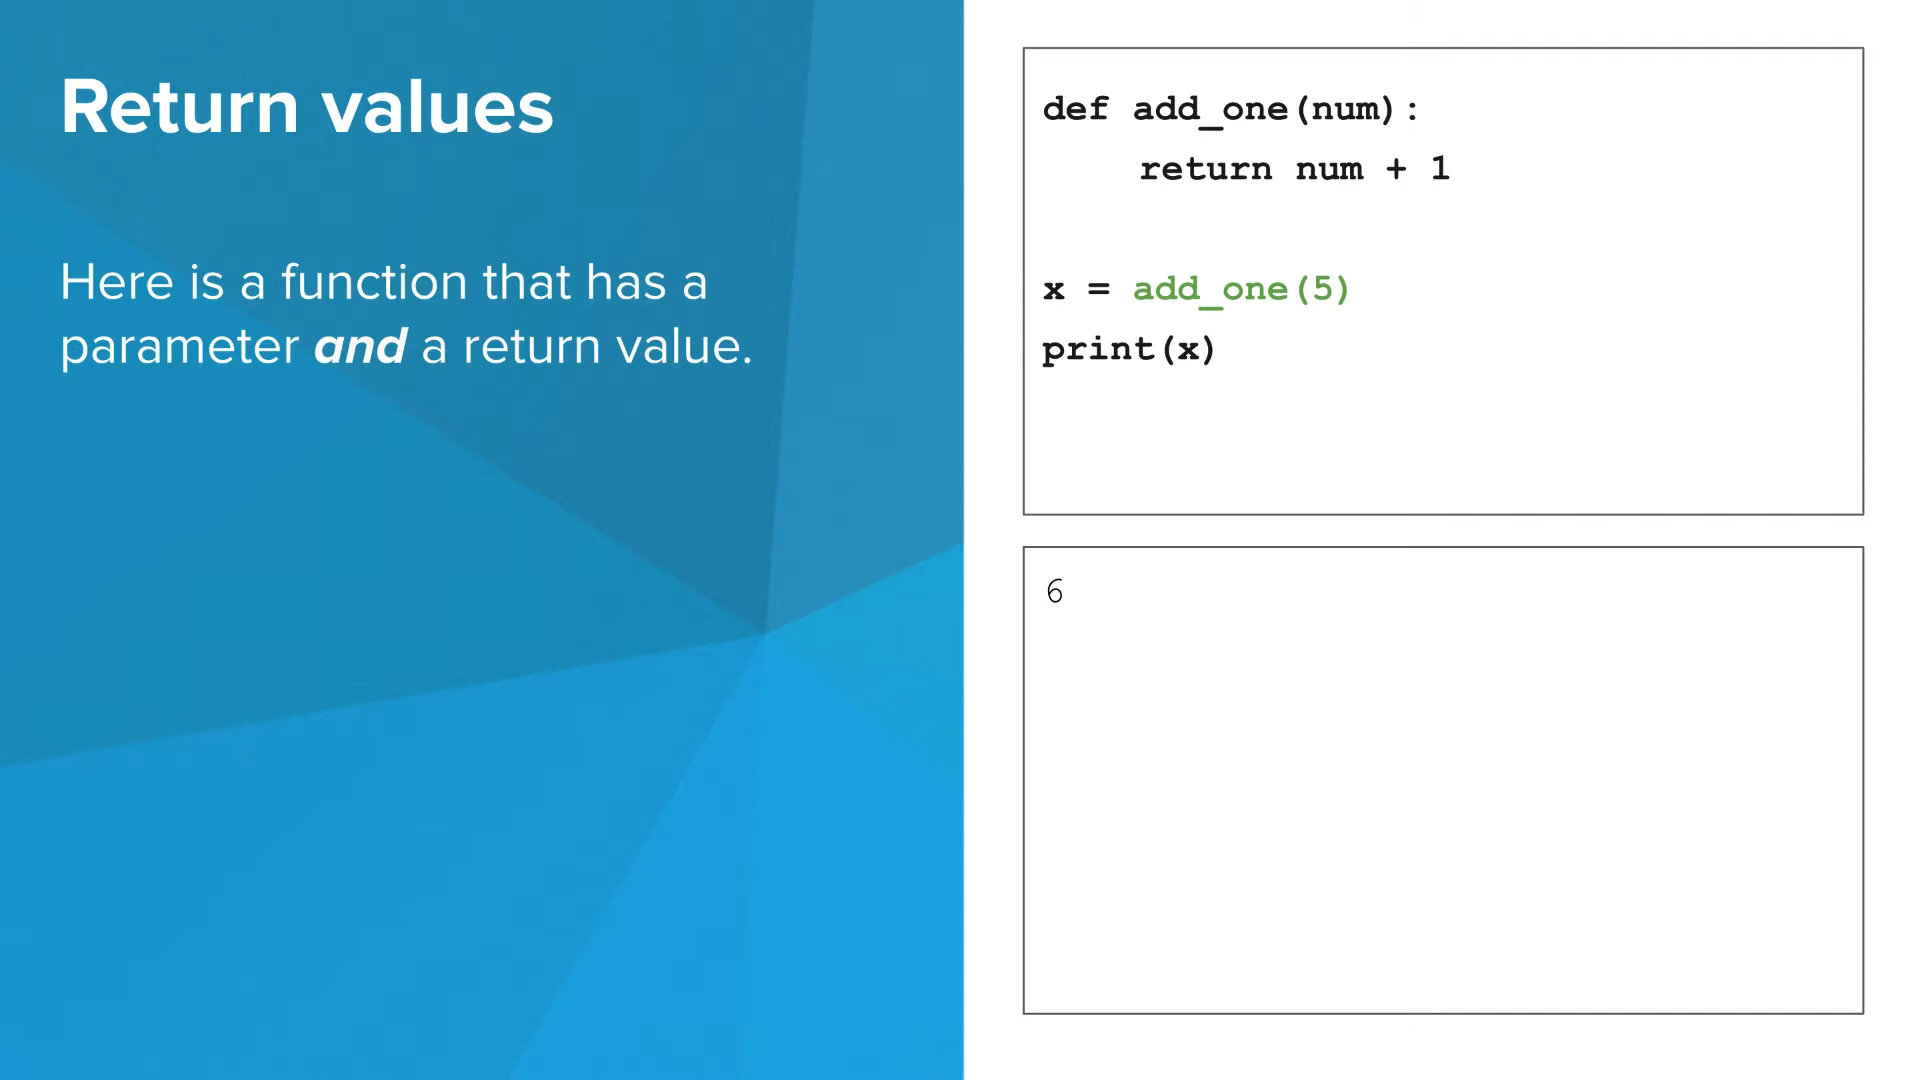 Return values
Here is a function that has a
parameter and a return value.
def add_one(num):
    return num + 1
x = add_one(5)
print(x)
6